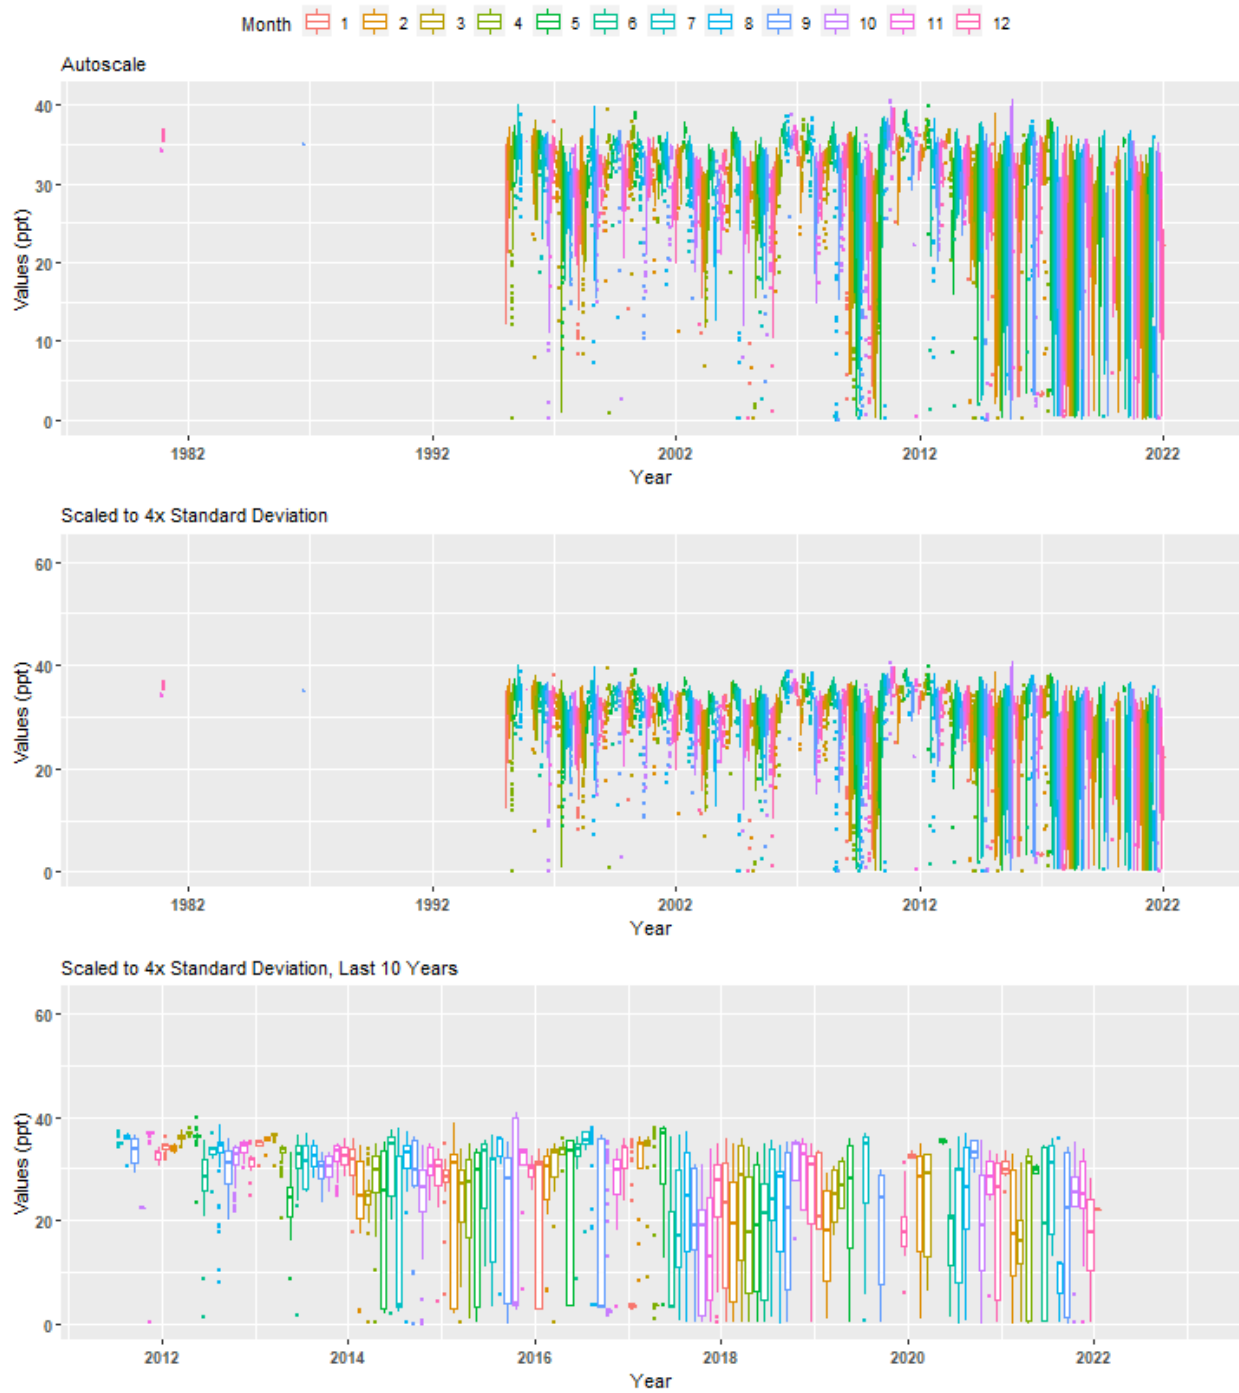 Month 1 2 3 4 5 6 7 8 9 10 11 12
Autoscale
Values (ppt)
40
30
20
10
0
1982 1992 2002 2012 2022
Year
Scaled to 4x Standard Deviation
Values (ppt)
60
40
20
0
1982 1992 2002 2012 2022
Year
Scaled to 4x Standard Deviation, Last 10 Years
Values (ppt)
60
40
20
0
2012 2014 2016 2018 2020 2022
Year